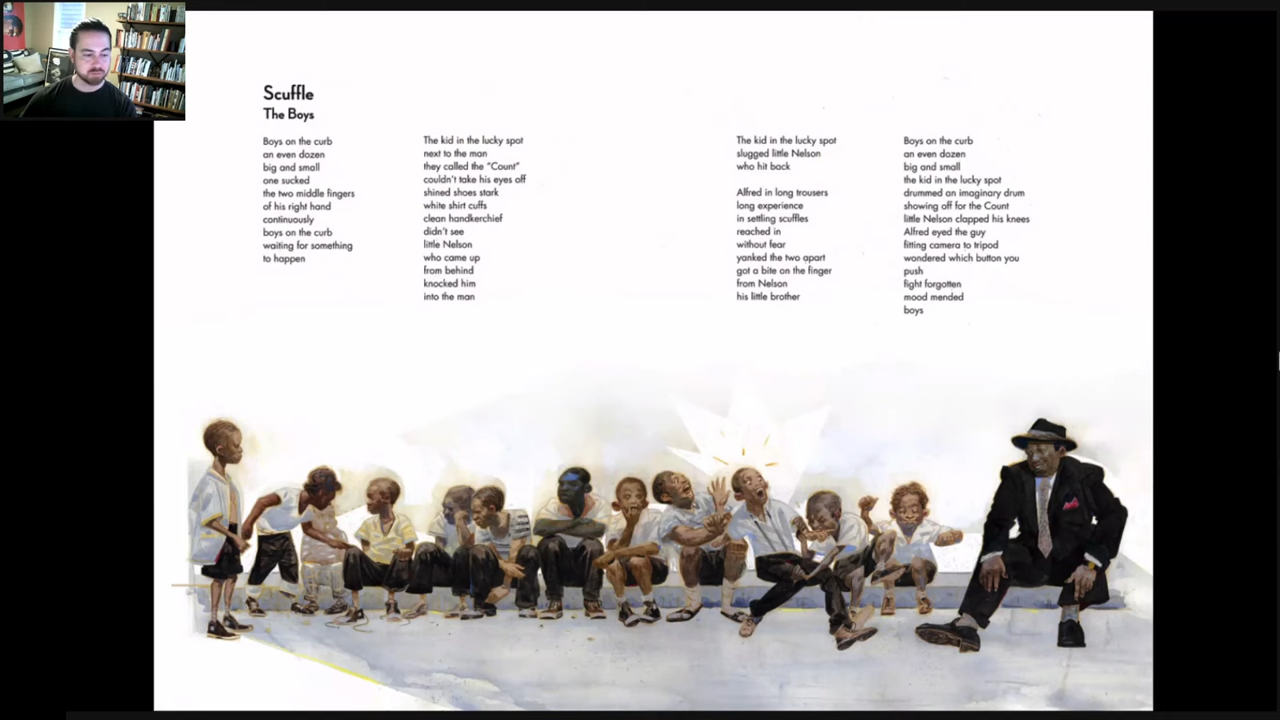 Scuffle
The Boys
Boys on the curb
an even dozen
big and small
one sucked
the two middle fingers
of his right hand
continuously
boys on the curb
waiting for something
to happen
The kid in the lucky spot
next to the man
they called the “Count”
couldn't take his eyes off
shined shoes stark
white shirt cuffs
clean handkerchief
didn't see
little Nelson
who came up
from behind
knocked him
into the man
The kid in the lucky spot
slugged little Nelson
who hit back
Alfred in long trousers
long experience
in settling scuffles
reached in
without fear
yanked the two apart
got a bite on the finger
from Nelson
his little brother
Boys on the curb
an even dozen
big and small
the kid in the lucky spot
drummed an imaginary drum
showing off for the Count
little Nelson clapped his knees
Alfred eyed the guy
fitting camera to tripod
wondered which button you
push
fight forgotten
mood mended
boys